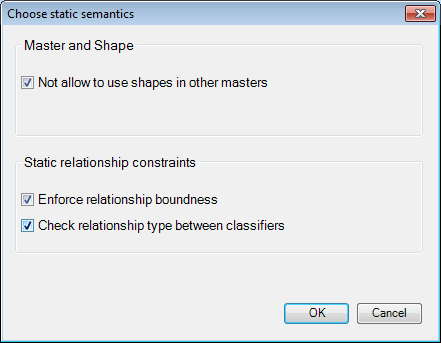 Choose static semantics
Master and Shape
Not allow to use shapes in other masters
Static relationship constraints
Enforce relationship boundness
Check relationship type between classifiers
OK Cancel